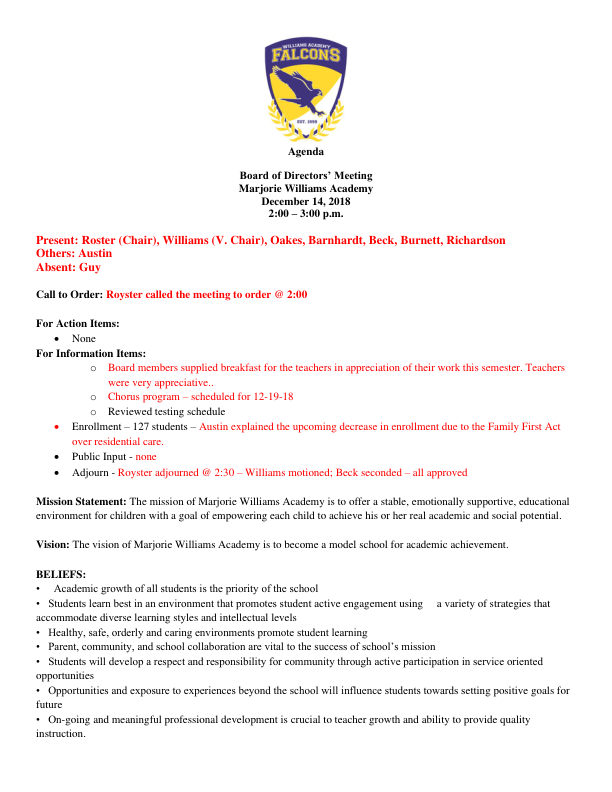 WILLIAMS ACADEMY
FALCONS
EST. 1998
Agenda
Board of Directors' Meeting
Marjorie Williams Academy
December 14, 2018
2:00 – 3:00 p.m.
Present: Roster (Chair), Williams (V. Chair), Oakes, Barnhardt, Beck, Burnett, Richardson
Others: Austin
Absent: Guy
Call to Order: Royster called the meeting to order @ 2:00
For Action Items:
• None
For Information Items:
o Board members supplied breakfast for the teachers in appreciation of their work this semester. Teachers
were very appreciative..
o Chorus program – scheduled for 12-19-18
o Reviewed testing schedule
• Enrollment – 127 students – Austin explained the upcoming decrease in enrollment due to the Family First Act
over residential care.
• Public Input - none
• Adjourn - Royster adjourned @ 2:30 – Williams motioned; Beck seconded – all approved
Mission Statement: The mission of Marjorie Williams Academy is to offer a stable, emotionally supportive, educational
environment for children with a goal of empowering each child to achieve his or her real academic and social potential.
Vision: The vision of Marjorie Williams Academy is to become a model school for academic achievement.
BELIEFS:
• Academic growth of all students is the priority of the school
• Students learn best in an environment that promotes student active engagement using a variety of strategies that
accommodate diverse learning styles and intellectual levels
• Healthy, safe, orderly and caring environments promote student learning
• Parent, community, and school collaboration are vital to the success of school's mission
• Students will develop a respect and responsibility for community through active participation in service oriented
opportunities
• Opportunities and exposure to experiences beyond the school will influence students towards setting positive goals for
future
• On-going and meaningful professional development is crucial to teacher growth and ability to provide quality
instruction.